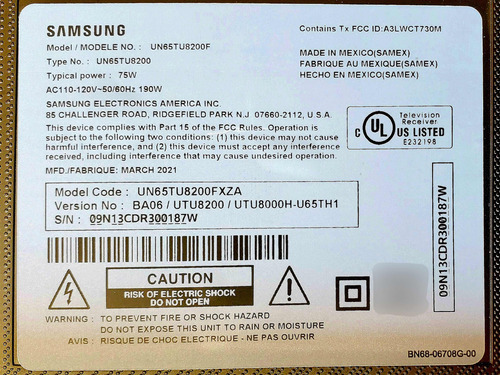 SAMSUNG
Contains Tx FCC ID:A3LWCT730M
Model / MODELE NO. : UN65TU8200F
Type No. : UN65TU8200
Typical power : 75W
AC110-120V~50/60Hz 190W
MADE IN MEXICO(SAMEX)
FABRIQUE AU MEXIQUE(SAMEX)
HECHO EN MEXICO(SAMEX)
SAMSUNG ELECTRONICS AMERICA INC.
85 CHALLENGER ROAD, RIDGEFIELD PARK N.J 07660-2112, U.S.A.
This device complies with Part 15 of the FCC Rules. Operation is
subject to the following two conditions: (1) this device may not cause
harmful interference, and (2) this device must accept any interference
received, including interference that may cause undesired operation.
MFD./FABRIQUE: MARCH 2021
C UL US LISTED
Television
Receiver
E232198
Model Code : UN65TU8200FXZA
Version No : BA06 / UTU8200 / UTU8000H-U65TH1
S/N : 09N13CDR300187W
09N13CDR300187W
CAUTION
RISK OF ELECTRIC SHOCK
DO NOT OPEN
WARNING : TO PREVENT FIRE OR SHOCK HAZARD
DO NOT EXPOSE THIS UNIT TO RAIN OR MOISTURE
AVIS : RISQUE DE CHOC ELECTRIQUE - NE PAS OUVRIR
BN68-06708G-00